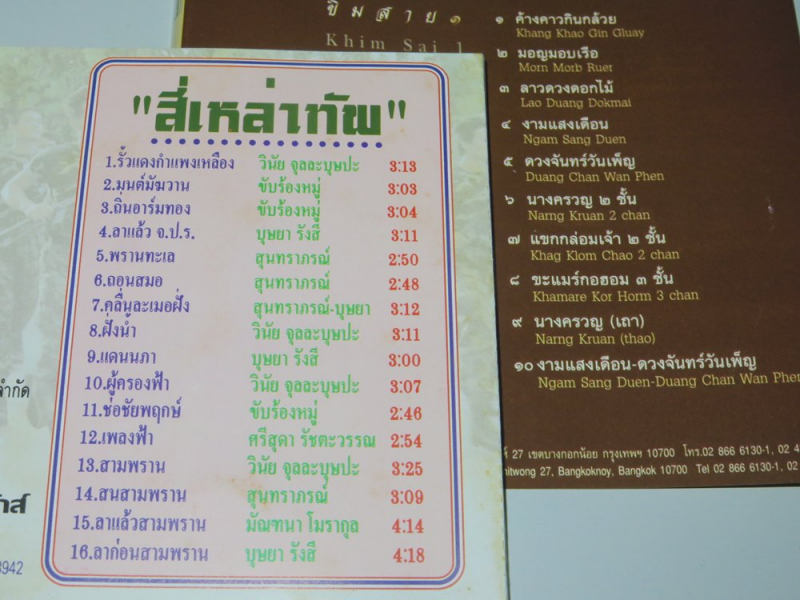 "สี่เหล่าทัพ"
1.รั้วแดงกำแพงเหลือง วินัย จุลละบุษปะ 3:13
2.มนต์มัฆวาน ขับร้องหมู่ 3:03
3.ถิ่นอาร์มทอง ขับร้องหมู่ 3:04
4.ลาแล้ว จ.ป.ร. บุษยา รังสี 3:11
5.พรานทะเล สุนทราภรณ์ 2:50
6.ถอนสมอ สุนทราภรณ์ 2:48
7.คลื่นละเมอฝั่ง สุนทราภรณ์-บุษยา 3:12
8.ฝั่งน้ำ วินัย จุลละบุษปะ 3:11
9.แดนนภา บุษยา รังสี 3:00
10.ผู้ครองฟ้า วินัย จุลละบุษปะ 3:07
11.ช่อชัยพฤกษ์ ขับร้องหมู่ 2:46
12.เพลงฟ้า ศรีสุดา รัชตะวรรณ 2:54
13.สามพราน วินัย จุลละบุษปะ 3:25
14.สนสามพราน สุนทราภรณ์ 3:09
15.ลาแล้วสามพราน มัณฑนา โมรากุล 4:14
16.ลาก่อนสามพราน บุษยา รังสี 4:18
จำกัด
3942
ขิมสาย๑
Khim Sai 1
๑ ค้างคาวกินกล้วย
Khang Khao Gin Gluay
๒ มอญมอบเรือ
Morn Morb Ruer
๓ ลาวดวงดอกไม้
Lao Duang Dokmai
๔ งามแสงเดือน
Ngam Sang Duen
๕ ดวงจันทร์วันเพ็ญ
Duang Chan Wan Phen
๖ นางครวญ ๒ ชั้น
Narng Kruan 2 chan
๗ แขกกล่อมเจ้า ๒ ชั้น
Khag Klom Chao 2 chan
๘ ขะแมร์กอฮอม ๓ ชั้น
Khamare Kor Horm 3 chan
๙ นางครวญ (เถา)
Narng Kruan (thao)
๑๐ งามแสงเดือน-ดวงจันทร์วันเพ็ญ
Ngam Sang Duen-Duang Chan Wan Phen
27 เขตบางกอกน้อย กรุงเทพฯ 10700 โทร.02 866 6130-1, 02 4
nitwong 27, Bangkoknoy, Bangkok 10700 Tel 02 866 6130-1, 02